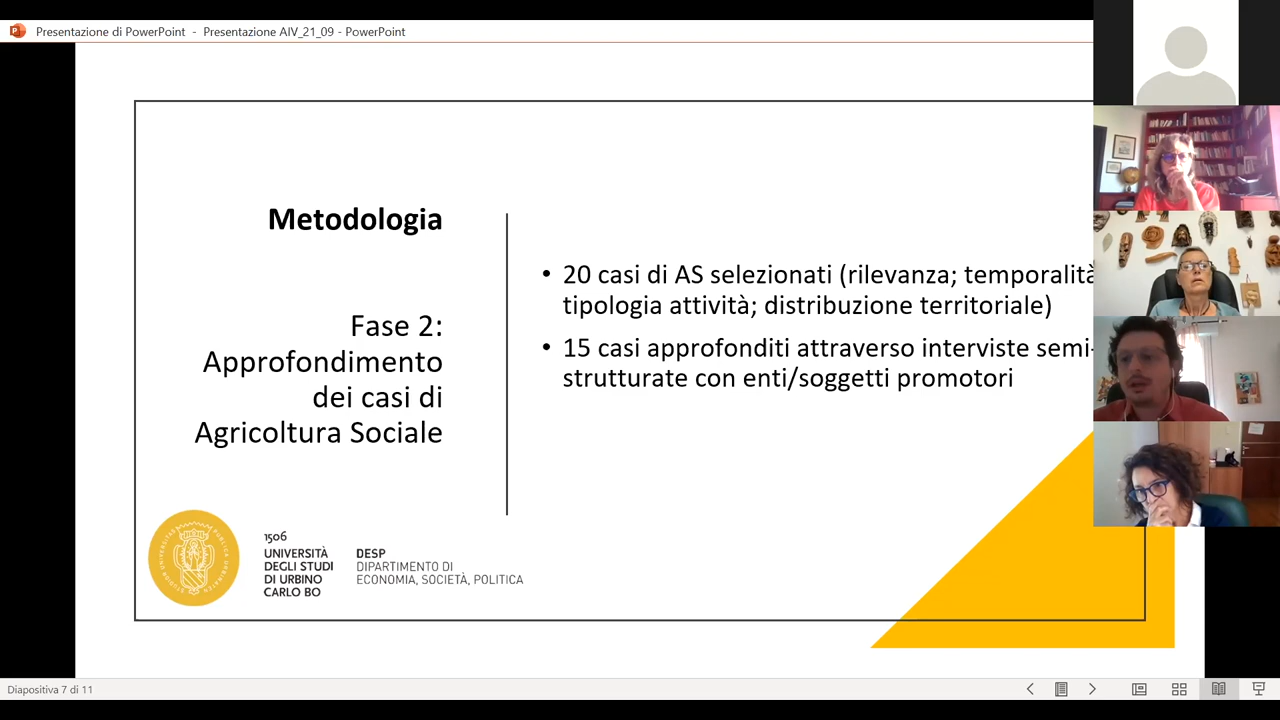 Presentazione di PowerPoint - Presentazione AIV_21_09 - PowerPoint
Metodologia
Fase 2:
Approfondimento
dei casi di
Agricoltura Sociale
• 20 casi di AS selezionati (rilevanza; temporalità
tipologia attività; distribuzione territoriale)
• 15 casi approfonditi attraverso interviste semi-
strutturate con enti/soggetti promotori
1506
UNIVERSITÀ
DEGLI STUDI
DI URBINO
CARLO BO
DESP
DIPARTIMENTO DI
ECONOMIA, SOCIETÀ, POLITICA
Diapositiva 7 di 11